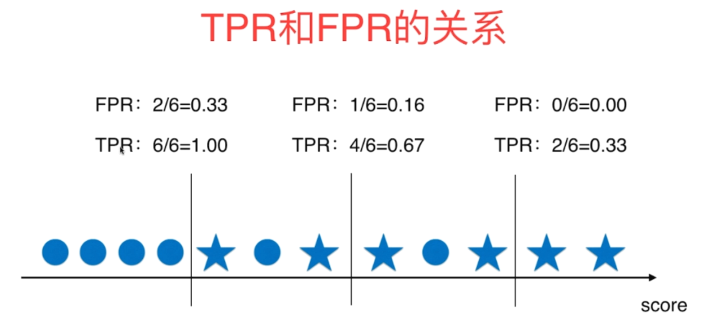 TPR和FPR的关系
FPR：2/6=0.33 FPR：1/6=0.16 FPR：0/6=0.00
TPR：6/6=1.00 TPR：4/6=0.67 TPR：2/6=0.33
score